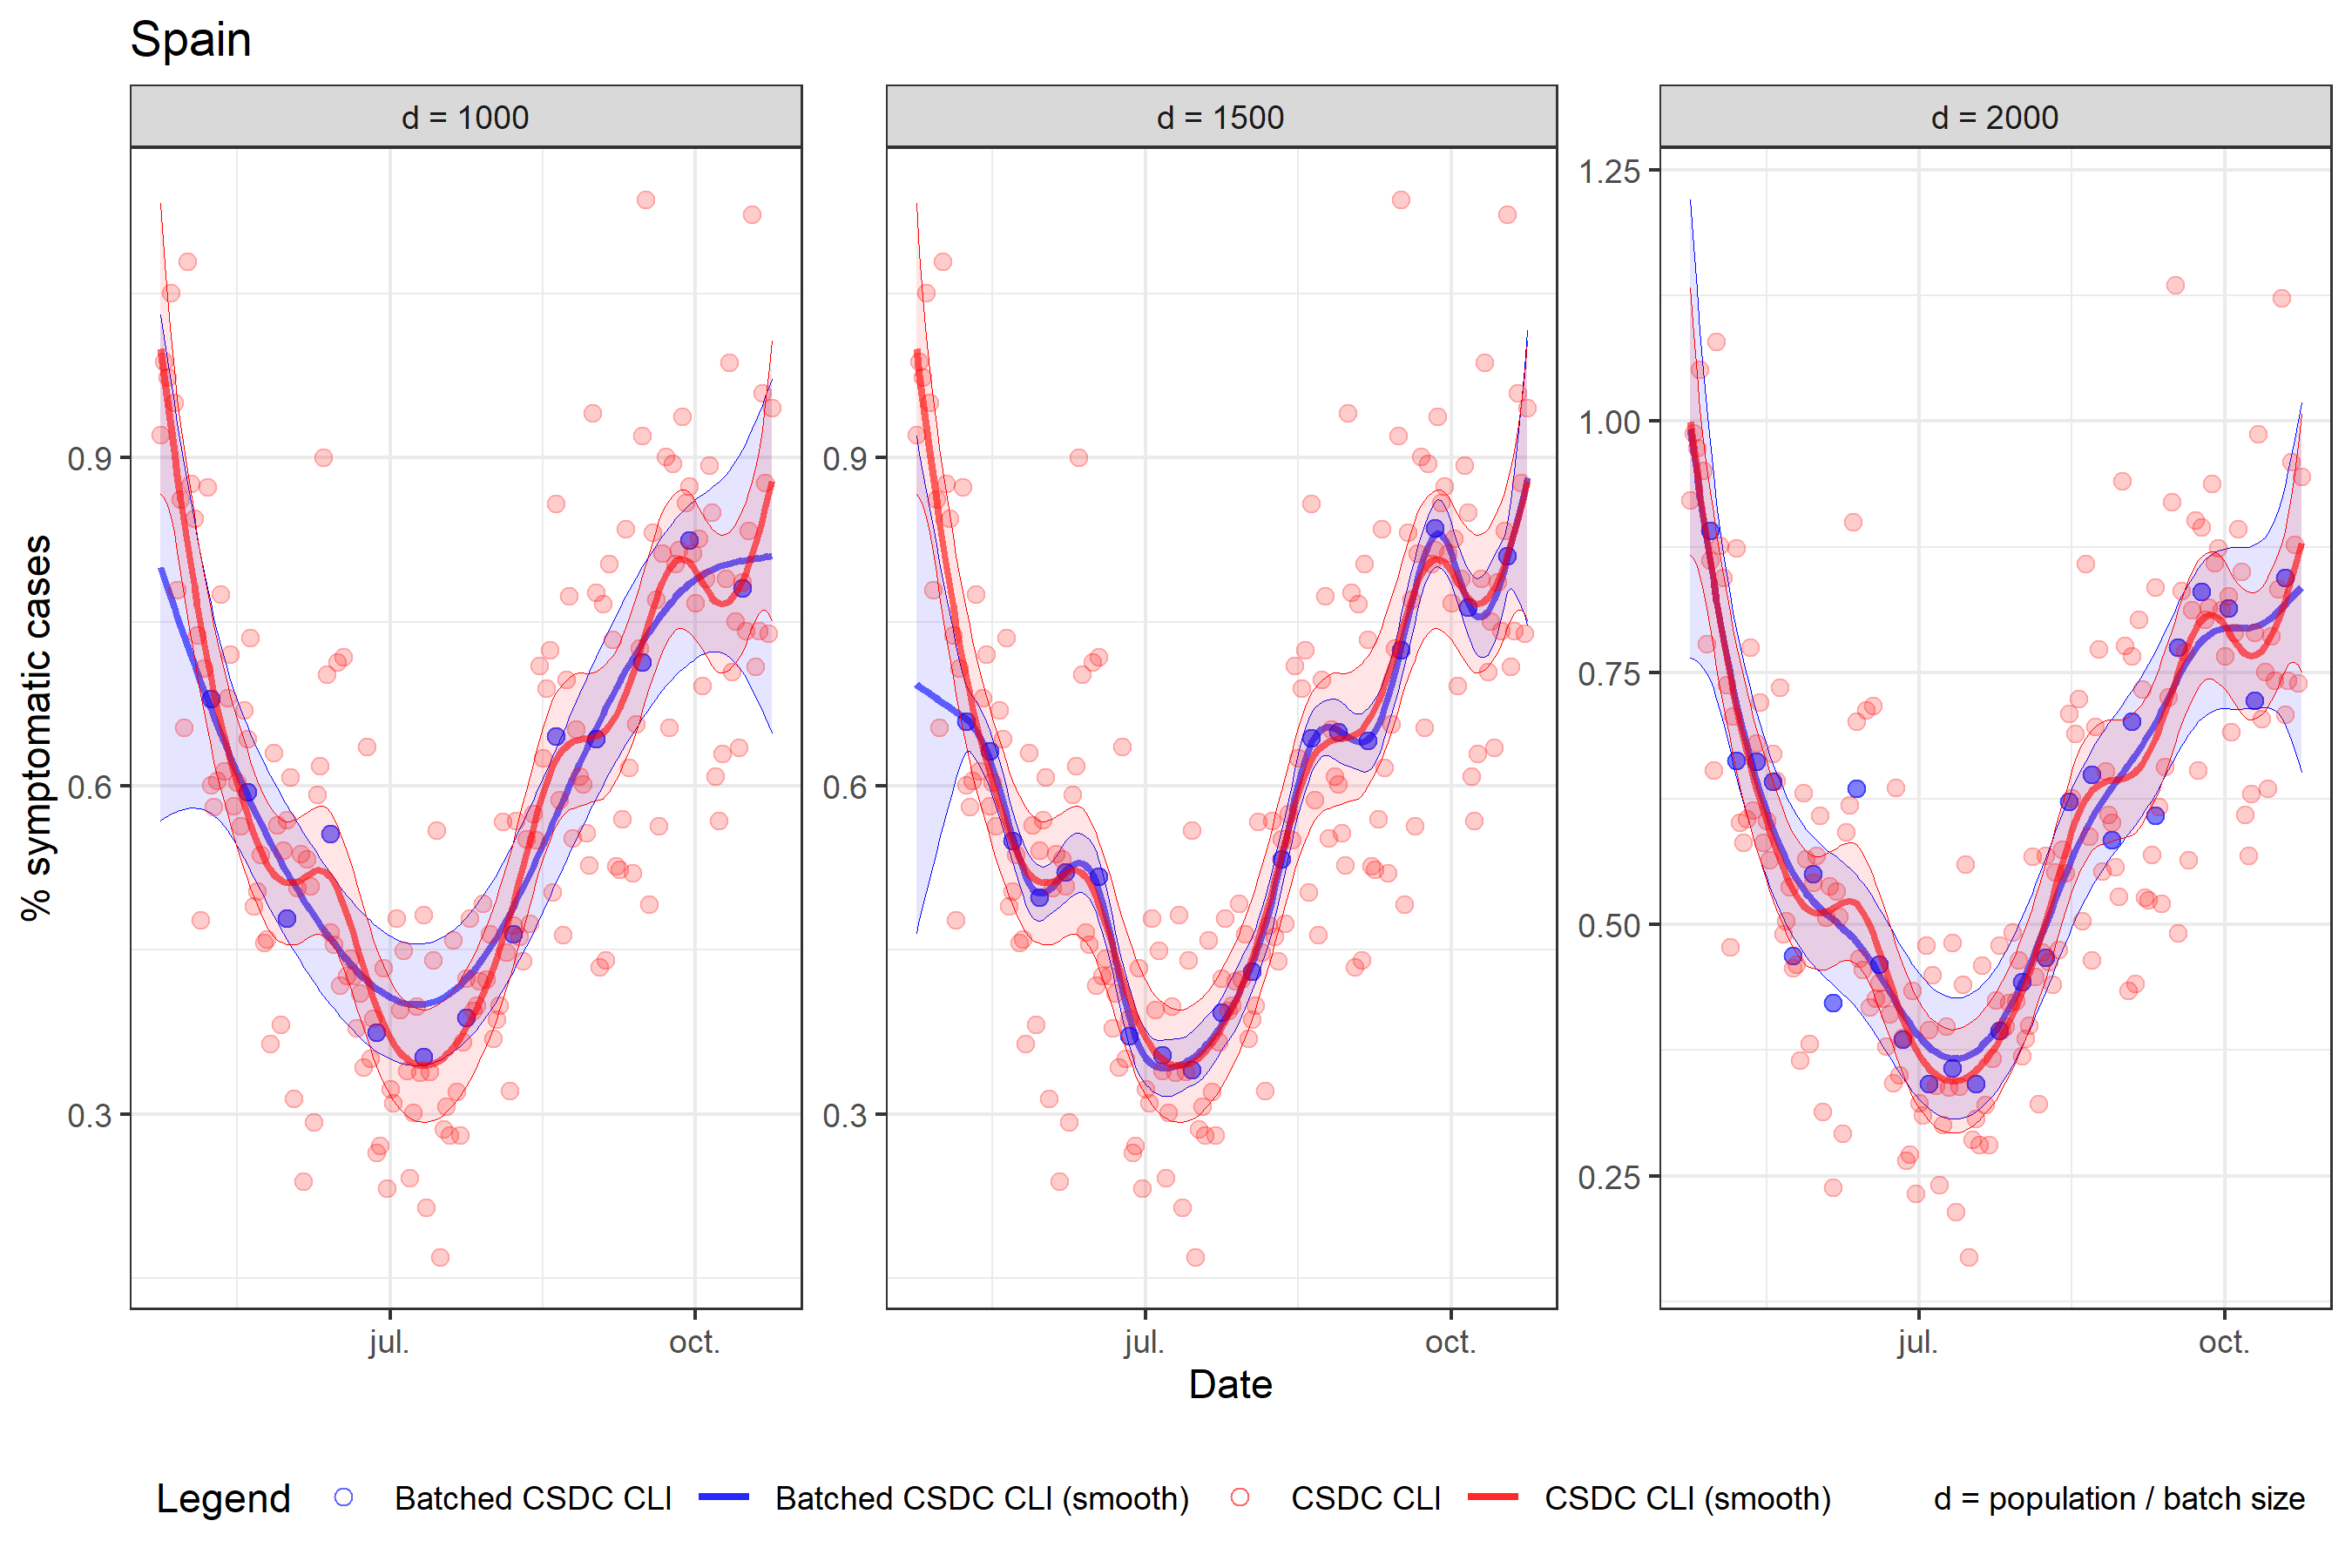 Spain
d = 1000
d = 1500
d = 2000
% symptomatic cases
0.9
0.6
0.3
0.9
0.6
0.3
1.25
1.00
0.75
0.50
0.25
jul.
oct.
jul.
oct.
jul.
oct.
Date
Legend
Batched CSDC CLI
Batched CSDC CLI (smooth)
CSDC CLI
CSDC CLI (smooth)
d = population / batch size